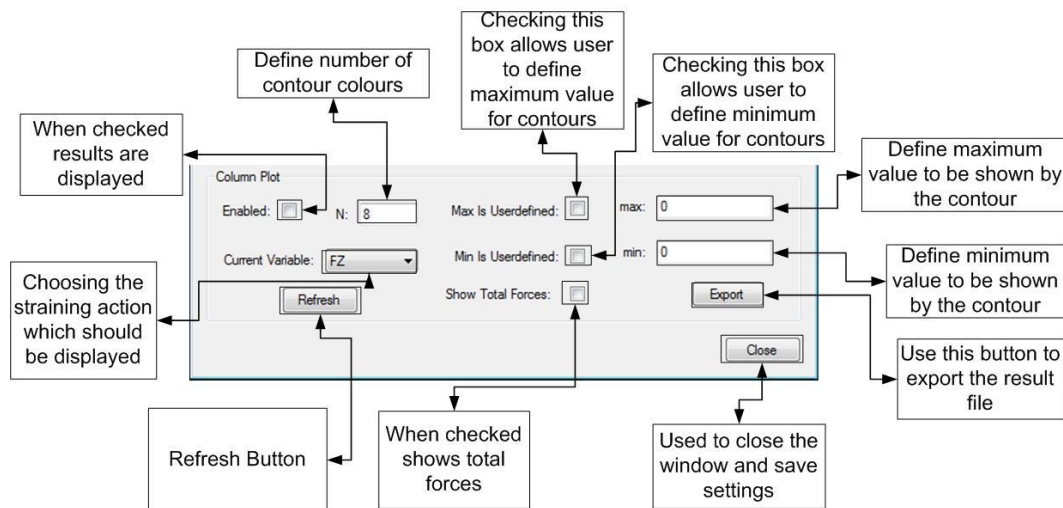 Checking this
box allows user
to define
maximum value
for contours
Define number of
contour colours
Checking this box
allows user to
define minimum
value for contours
When checked
results are
displayed
Define maximum
value to be shown by
the contour
Column Plot
Enabled:
N: 8
Max Is Userdefined:
max: 0
Current Variable: FZ
Min Is Userdefined:
min: 0
Define minimum
value to be shown
by the contour
Choosing the
straining action
which should
be displayed
Refresh
Show Total Forces:
Export
Close
Use this button to
export the result
file
Refresh Button
When checked
shows total
forces
Used to close the
window and save
settings